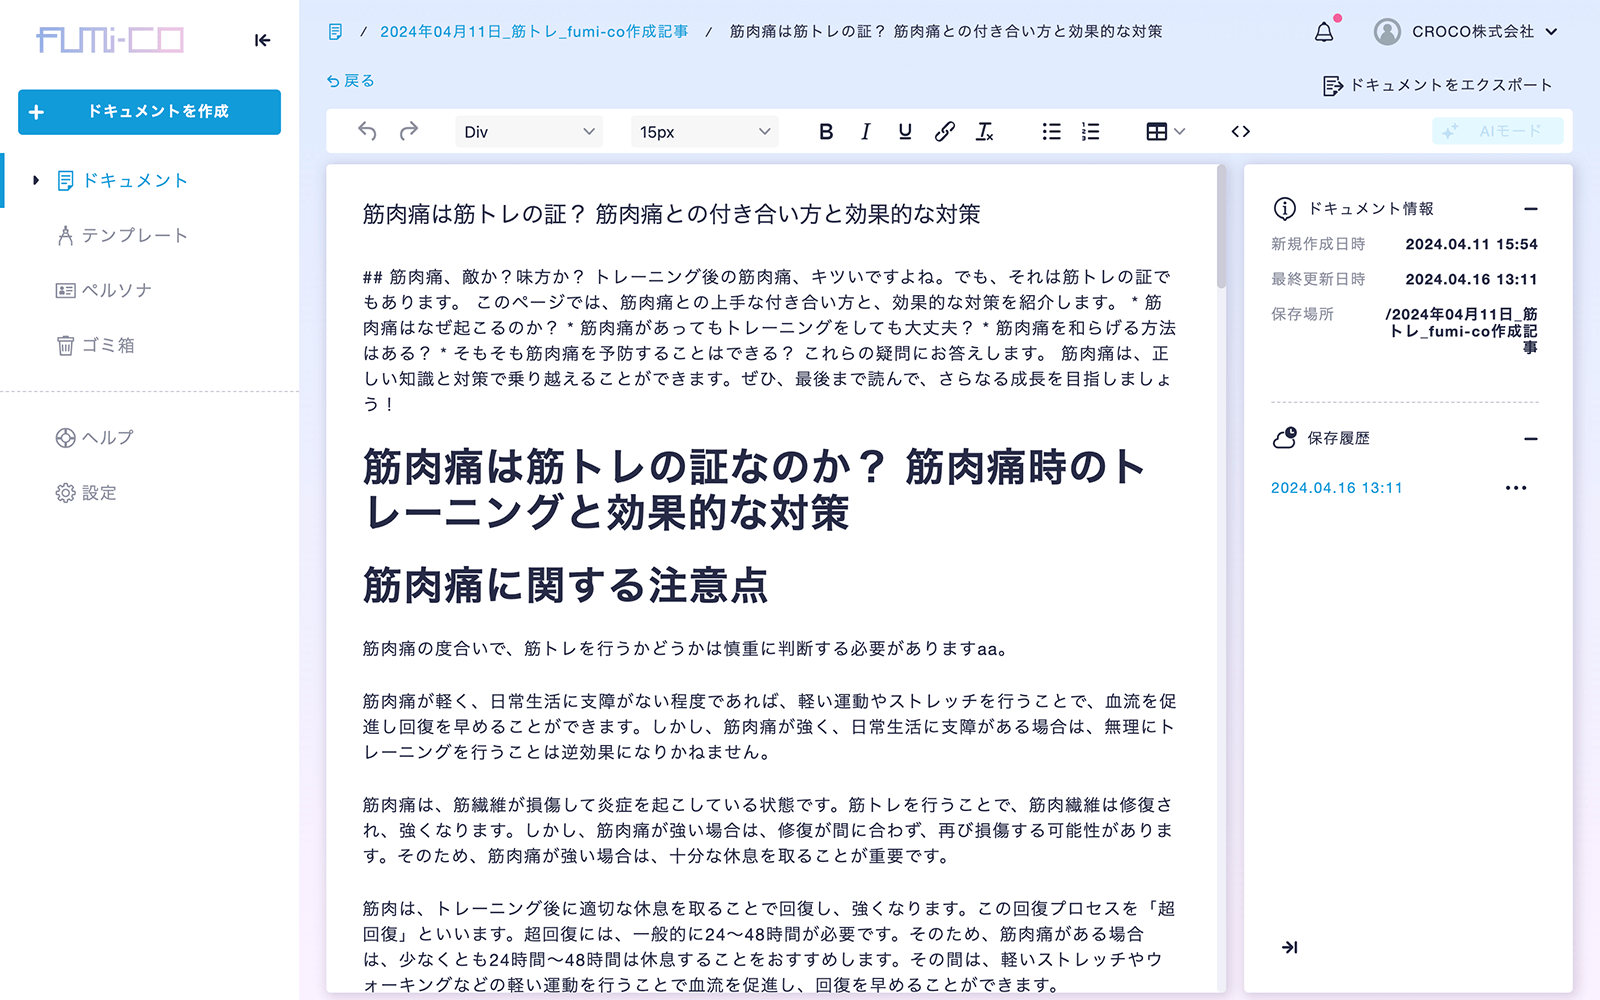 FUMi-CO
ドキュメントを作成
ドキュメント
テンプレート
ペルソナ
ゴミ箱
ヘルプ
設定
/ 2024年04月11日_筋トレ_fumi-co作成記事 / 筋肉痛は筋トレの証？ 筋肉痛との付き合い方と効果的な対策
CROCO株式会社
戻る
ドキュメントをエクスポート
Div
15px
B I U
AIモード
筋肉痛は筋トレの証？ 筋肉痛との付き合い方と効果的な対策
## 筋肉痛、敵か？味方か？ トレーニング後の筋肉痛、キツいですよね。でも、それは筋トレの証で
もあります。 このページでは、筋肉痛との上手な付き合い方と、効果的な対策を紹介します。 * 筋
肉痛はなぜ起こるのか？ * 筋肉痛があってもトレーニングをしても大丈夫？ * 筋肉痛を和らげる方法
はある？ * そもそも筋肉痛を予防することはできる？ これらの疑問にお答えします。 筋肉痛は、正
しい知識と対策で乗り越えることができます。ぜひ、最後まで読んで、さらなる成長を目指しましょ
う！
筋肉痛は筋トレの証なのか？ 筋肉痛時のト
レーニングと効果的な対策
筋肉痛に関する注意点
筋肉痛の度合いで、筋トレを行うかどうかは慎重に判断する必要がありますaa。
筋肉痛が軽く、日常生活に支障がない程度であれば、軽い運動やストレッチを行うことで、血流を促
進し回復を早めることができます。しかし、筋肉痛が強く、日常生活に支障がある場合は、無理にト
レーニングを行うことは逆効果になりかねません。
筋肉痛は、筋繊維が損傷して炎症を起こしている状態です。筋トレを行うことで、筋肉繊維は修復さ
れ、強くなります。しかし、筋肉痛が強い場合は、修復が間に合わず、再び損傷する可能性がありま
す。そのため、筋肉痛が強い場合は、十分な休息を取ることが重要です。
筋肉は、トレーニング後に適切な休息を取ることで回復し、強くなります。この回復プロセスを「超
回復」といいます。超回復には、一般的に24〜48時間が必要です。そのため、筋肉痛がある場合
は、少なくとも24時間〜48時間は休息することをおすすめします。その間は、軽いストレッチやウ
ォーキングなどの軽い運動を行うことで血流を促進し、回復を早めることができます。
ドキュメント情報
新規作成日時 2024.04.11 15:54
最終更新日時 2024.04.16 13:11
保存場所 /2024年04月11日_筋
トレ_fumi-co作成記
事
保存履歴
2024.04.16 13:11